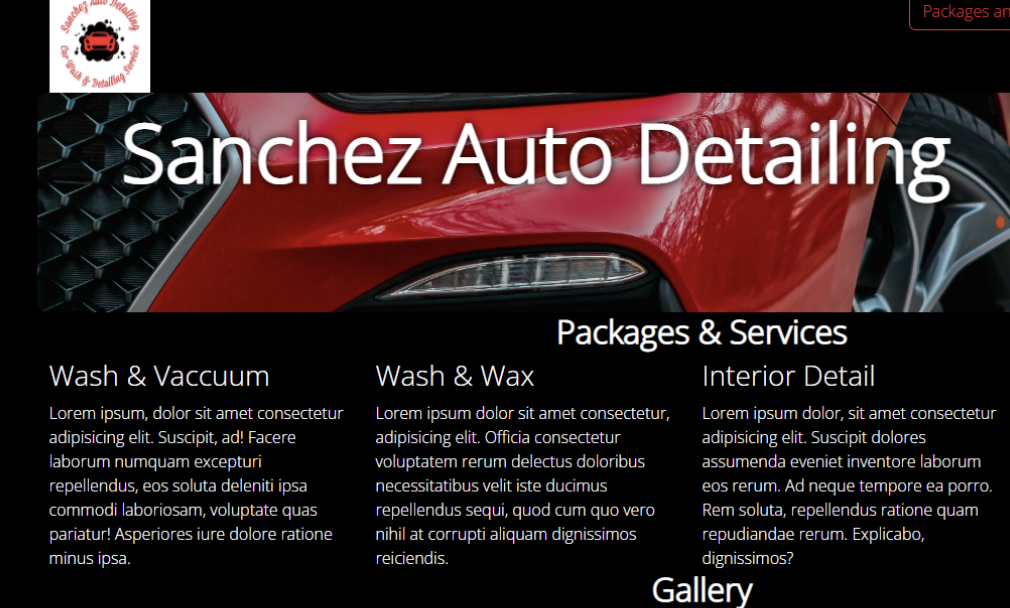 Sanchez Auto Detailing
Car Wash & Detailing Service
Packages an
Sanchez Auto Detailing
Packages & Services
Wash & Vaccuum
Lorem ipsum, dolor sit amet consectetur
adipisicing elit. Suscipit, ad! Facere
laborum numquam excepturi
repellendus, eos soluta deleniti ipsa
commodi laboriosam, voluptate quas
pariatur! Asperiores iure dolore ratione
minus ipsa.
Wash & Wax
Lorem ipsum dolor sit amet consectetur,
adipisicing elit. Officia consectetur
voluptatem rerum delectus doloribus
necessitatibus velit iste ducimus
repellendus sequi, quod cum quo vero
nihil at corrupti aliquam dignissimos
reiciendis.
Interior Detail
Lorem ipsum dolor, sit amet consectetur
adipisicing elit. Suscipit dolores
assumenda eveniet inventore laborum
eos rerum. Ad neque tempore ea porro.
Rem soluta, repellendus ratione quam
repudiandae rerum. Explicabo,
dignissimos?
Gallery